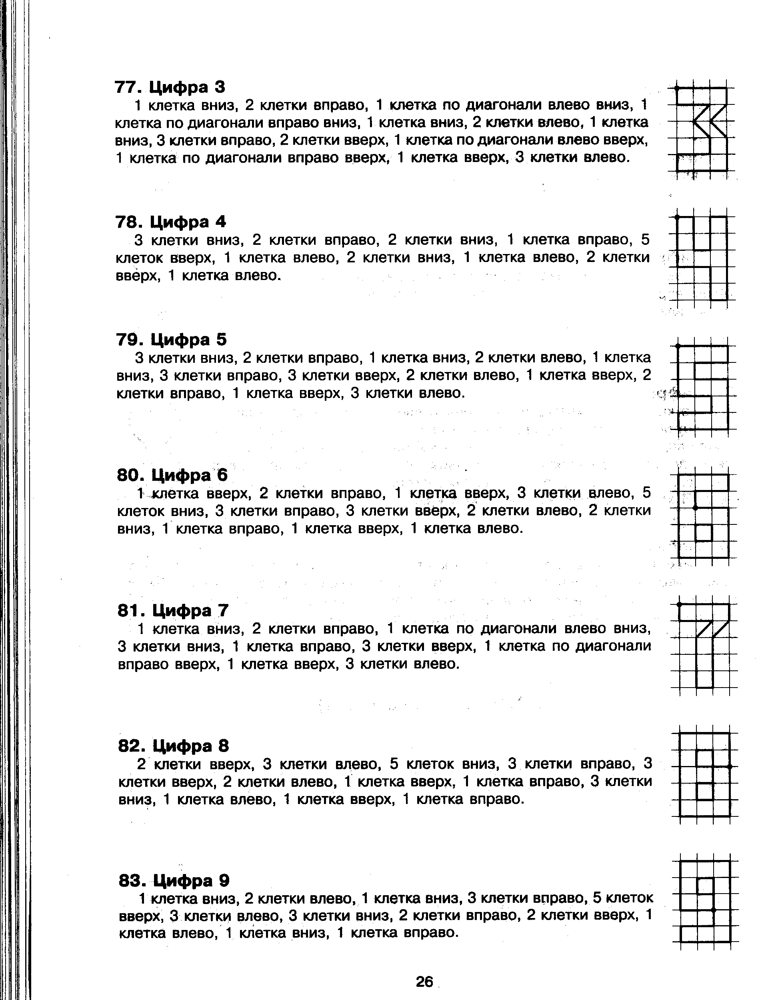 77. Цифра 3
1 клетка вниз, 2 клетки вправо, 1 клетка по диагонали влево вниз, 1
клетка по диагонали вправо вниз, 1 клетка вниз, 2 клетки влево, 1 клетка
вниз, 3 клетки вправо, 2 клетки вверх, 1 клетка по диагонали влево вверх,
1 клетка по диагонали вправо вверх, 1 клетка вверх, 3 клетки влево.
78. Цифра 4
3 клетки вниз, 2 клетки вправо, 2 клетки вниз, 1 клетка вправо, 5
клеток вверх, 1 клетка влево, 2 клетки вниз, 1 клетка влево, 2 клетки
вверх, 1 клетка влево.
79. Цифра 5
3 клетки вниз, 2 клетки вправо, 1 клетка вниз, 2 клетки влево, 1 клетка
вниз, 3 клетки вправо, 3 клетки вверх, 2 клетки влево, 1 клетка вверх, 2
клетки вправо, 1 клетка вверх, 3 клетки влево.
80. Цифра 6
1 клетка вверх, 2 клетки вправо, 1 клетка вверх, 3 клетки влево, 5
клеток вниз, 3 клетки вправо, 3 клетки вверх, 2 клетки влево, 2 клетки
вниз, 1 клетка вправо, 1 клетка вверх, 1 клетка влево.
81. Цифра 7
1 клетка вниз, 2 клетки вправо, 1 клетка по диагонали влево вниз,
3 клетки вниз, 1 клетка вправо, 3 клетки вверх, 1 клетка по диагонали
вправо вверх, 1 клетка вверх, 3 клетки влево.
82. Цифра 8
2 клетки вверх, 3 клетки влево, 5 клеток вниз, 3 клетки вправо, 3
клетки вверх, 2 клетки влево, 1 клетка вверх, 1 клетка вправо, 3 клетки
вниз, 1 клетка влево, 1 клетка вверх, 1 клетка вправо.
83. Цифра 9
1 клетка вниз, 2 клетки влево, 1 клетка вниз, 3 клетки вправо, 5 клеток
вверх, 3 клетки влево, 3 клетки вниз, 2 клетки вправо, 2 клетки вверх, 1
клетка влево, 1 клетка вниз, 1 клетка вправо.
26